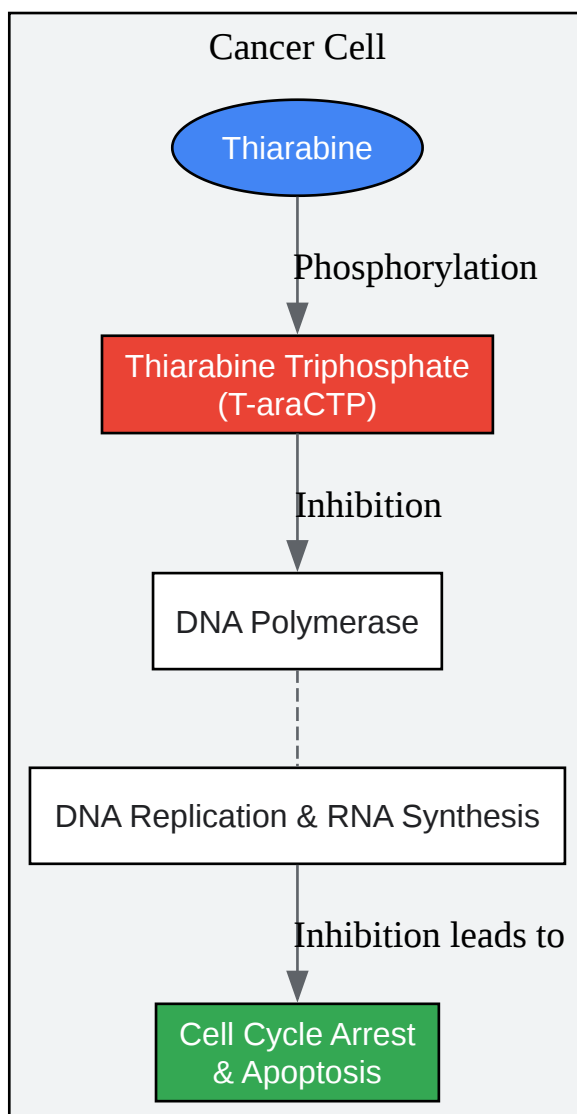 Cancer Cell
Thiarabine
Phosphorylation
Thiarabine Triphosphate
(T-araCTP)
Inhibition
DNA Polymerase
DNA Replication & RNA Synthesis
Inhibition leads to
Cell Cycle Arrest
& Apoptosis